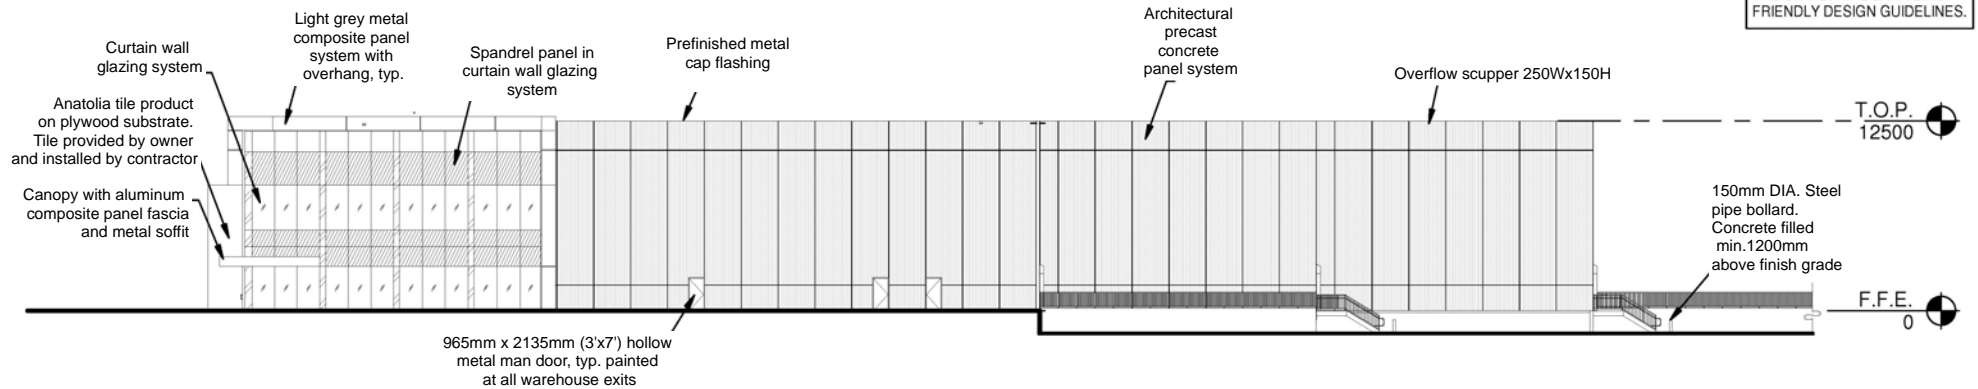 FRIENDLY DESIGN GUIDELINES.
Light grey metal
composite panel
system with
overhang, typ.
Curtain wall
glazing system
Spandrel panel in
curtain wall glazing
system
Prefinished metal
cap flashing
Architectural
precast
concrete
panel system
Overflow scupper 250Wx150H
Anatolia tile product
on plywood substrate.
Tile provided by owner
and installed by contractor
Canopy with aluminum
composite panel fascia
and metal soffit
T.O.P.
12500
150mm DIA. Steel
pipe bollard.
Concrete filled
min.1200mm
above finish grade
F.F.E.
0
965mm x 2135mm (3'x7') hollow
metal man door, typ. painted
at all warehouse exits